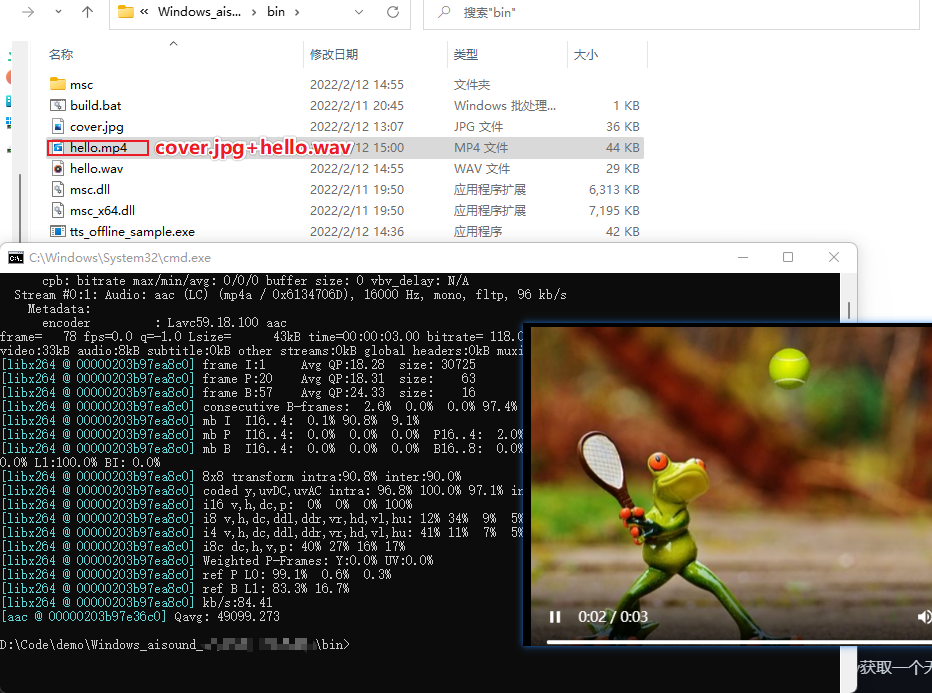 Windows_ais... bin 搜索"bin"
名称 修改日期 类型 大小
msc 2022/2/12 14:55 文件夹
build.bat 2022/2/11 20:45 Windows 批处理... 1 KB
cover.jpg 2022/2/12 13:07 JPG 文件 36 KB
hello.mp4 cover.jpg+hello.wav /12 15:00 MP4 文件 44 KB
hello.wav 2022/2/12 14:55 WAV 文件 29 KB
msc.dll 2022/2/11 19:50 应用程序扩展 6,313 KB
msc_x64.dll 2022/2/11 19:50 应用程序扩展 7,195 KB
tts_offline_sample.exe 2022/2/12 14:36 应用程序 42 KB
C:\Windows\System32\cmd.exe
cpb: bitrate max/min/avg: 0/0/0 buffer size: 0 vbv_delay: N/A
Stream #0:1: Audio: aac (LC) (mp4a / 0x6134706D), 16000 Hz, mono, fltp, 96 kb/s
Metadata:
encoder : Lavc59.18.100 aac
frame= 78 fps=0.0 q=-1.0 Lsize= 43kB time=00:00:03.00 bitrate= 118.0
video:33kB audio:8kB subtitle:0kB other streams:0kB global headers:0kB muxi
[libx264 @ 00000203b97ea8c0] frame I:1 Avg QP:18.28 size: 30725
[libx264 @ 00000203b97ea8c0] frame P:20 Avg QP:18.31 size: 63
[libx264 @ 00000203b97ea8c0] frame B:57 Avg QP:24.33 size: 16
[libx264 @ 00000203b97ea8c0] consecutive B-frames: 2.6% 0.0% 0.0% 97.4%
[libx264 @ 00000203b97ea8c0] mb I I16..4: 0.1% 90.8% 9.1%
[libx264 @ 00000203b97ea8c0] mb P I16..4: 0.0% 0.0% 0.0% P16..4: 2.0%
[libx264 @ 00000203b97ea8c0] mb B I16..4: 0.0% 0.0% 0.0% B16..8: 0.0%
0.0% L1:100.0% BI: 0.0%
[libx264 @ 00000203b97ea8c0] 8x8 transform intra:90.8% inter:90.0%
[libx264 @ 00000203b97ea8c0] coded y,uvDC,uvAC intra: 96.8% 100.0% 97.1% in
[libx264 @ 00000203b97ea8c0] i16 v,h,dc,p: 0% 0% 0% 100%
[libx264 @ 00000203b97ea8c0] i8 v,h,dc,ddl,ddr,vr,hd,vl,hu: 12% 34% 9% 5%
[libx264 @ 00000203b97ea8c0] i4 v,h,dc,ddl,ddr,vr,hd,vl,hu: 41% 11% 7% 5%
[libx264 @ 00000203b97ea8c0] i8c dc,h,v,p: 40% 27% 16% 17%
[libx264 @ 00000203b97ea8c0] Weighted P-Frames: Y:0.0% UV:0.0%
[libx264 @ 00000203b97ea8c0] ref P L0: 99.1% 0.6% 0.3%
[libx264 @ 00000203b97ea8c0] ref B L1: 83.3% 16.7%
[libx264 @ 00000203b97ea8c0] kb/s:84.41
[aac @ 00000203b97e36c0] Qavg: 49099.273
0:02 / 0:03
D:\Code\demo\Windows_aisound_ \bin>
获取一个天